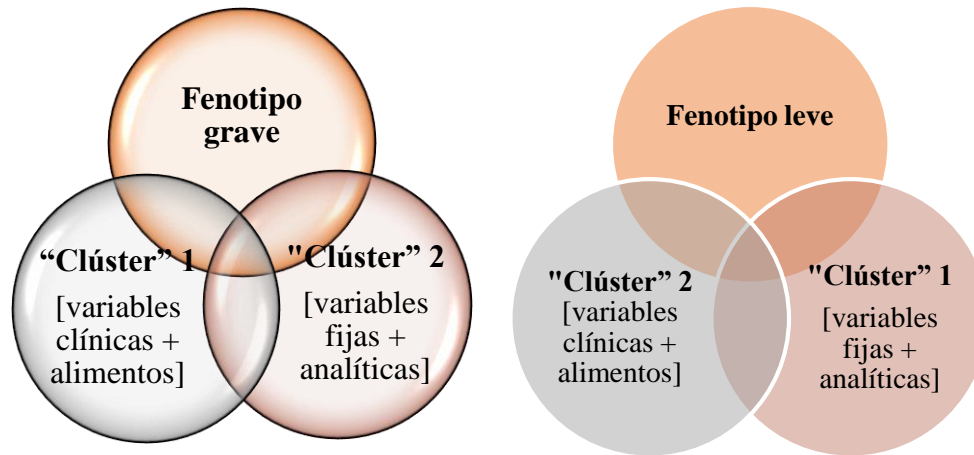 Fenotipo
grave
“Clúster” 1
[variables
clínicas +
alimentos]
"Clúster” 2
[variables
fijas +
analíticas]
Fenotipo leve
"Clúster” 2
[variables
clínicas +
alimentos]
"Clúster” 1
[variables
fijas +
analíticas]